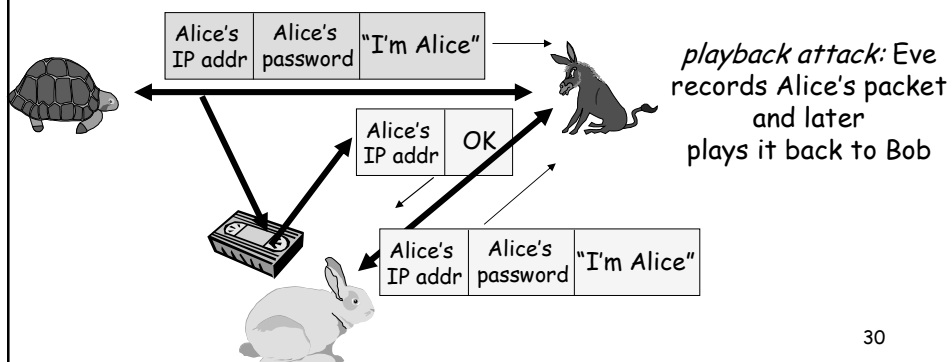 Alice's
IP addr
Alice's
password
"I'm Alice"
playback attack: Eve
records Alice's packet
and later
plays it back to Bob
Alice's
IP addr
OK
Alice's
IP addr
Alice's
password
"I'm Alice"
30